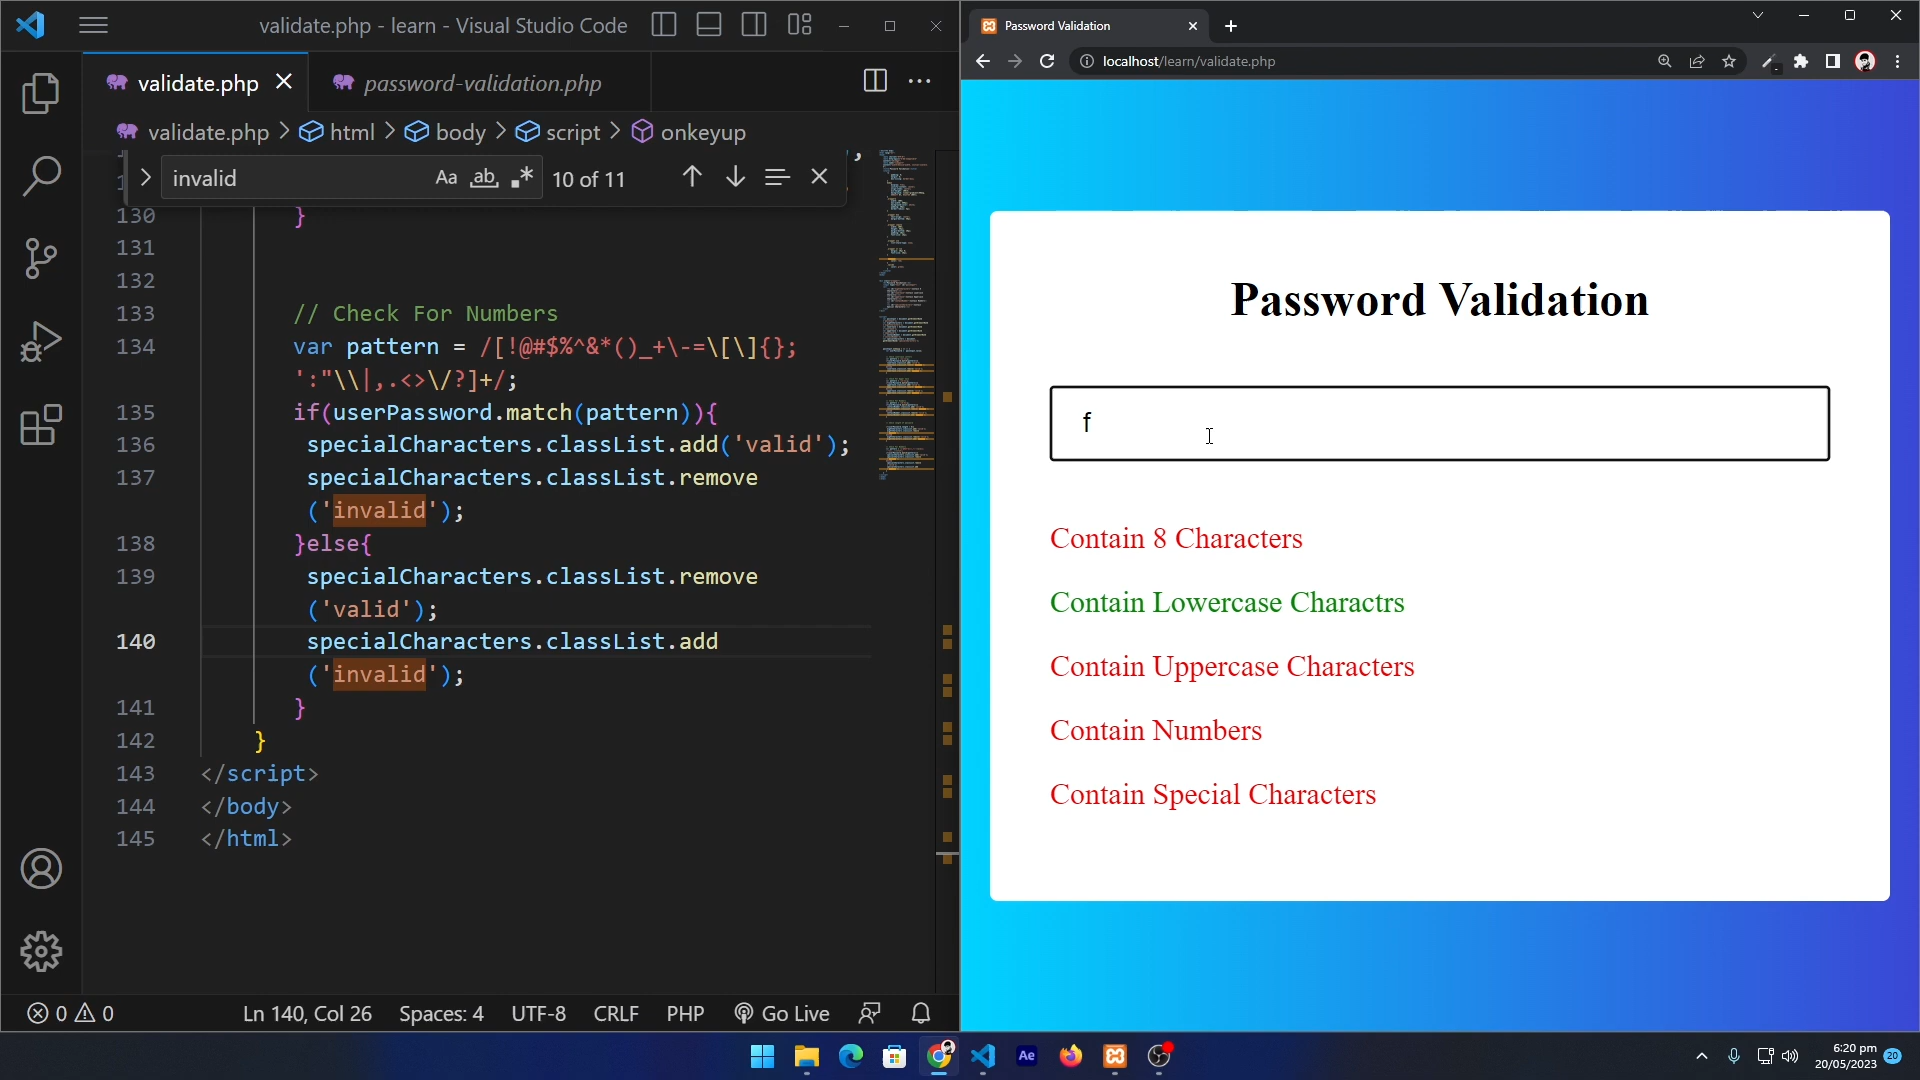 validate.php - learn - Visual Studio Code
validate.php
password-validation.php
validate.php > html > body > script > onkeyup
invalid
Aa
ab
10 of 11
130 }
131
132
133 // Check For Numbers
134 var pattern = /[!@#$%^&*()_+\-=\[\]{};
':"\\|,.<>\/?]+/;
135 if(userPassword.match(pattern)){
136 specialCharacters.classList.add('valid');
137 specialCharacters.classList.remove
('invalid');
138 }else{
139 specialCharacters.classList.remove
('valid');
140 specialCharacters.classList.add
('invalid');
141 }
142 }
143 </script>
144 </body>
145 </html>
0 0
Ln 140, Col 26
Spaces: 4
UTF-8
CRLF
PHP
Go Live
Password Validation
localhost/learn/validate.php
Password Validation
f
Contain 8 Characters
Contain Lowercase Charactrs
Contain Uppercase Characters
Contain Numbers
Contain Special Characters
Ae
6:20 pm
20/05/2023
20